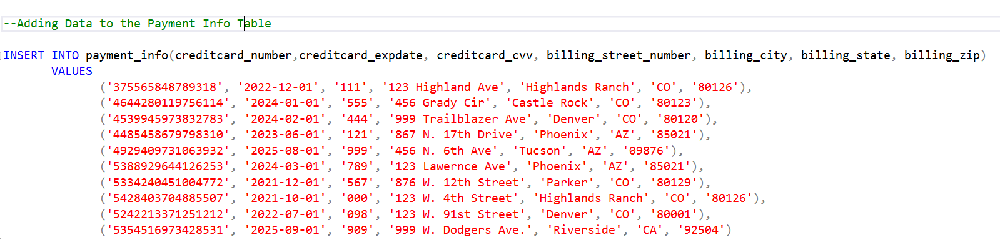 --Adding Data to the Payment Info Table
INSERT INTO payment_info(creditcard_number,creditcard_expdate, creditcard_cvv, billing_street_number, billing_city, billing_state, billing_zip)
VALUES
('375565848789318', '2022-12-01', '111', '123 Highland Ave', 'Highlands Ranch', 'CO', '80126'),
('4644280119756114', '2024-01-01', '555', '456 Grady Cir', 'Castle Rock', 'CO', '80123'),
('4539945973832783', '2024-02-01', '444', '999 Trailblazer Ave', 'Denver', 'CO', '80120'),
('4485458679798310', '2023-06-01', '121', '867 N. 17th Drive', 'Phoenix', 'AZ', '85021'),
('4929409731063932', '2025-08-01', '999', '456 N. 6th Ave', 'Tucson', 'AZ', '09876'),
('5388929644126253', '2024-03-01', '789', '123 Lawernce Ave', 'Phoenix', 'AZ', '85021'),
('5334240451004772', '2021-12-01', '567', '876 W. 12th Street', 'Parker', 'CO', '80129'),
('5428403704885507', '2021-10-01', '000', '123 W. 4th Street', 'Highlands Ranch', 'CO', '80126'),
('5242213371251212', '2022-07-01', '098', '123 W. 91st Street', 'Denver', 'CO', '80001'),
('5354516973428531', '2025-09-01', '909', '999 W. Dodgers Ave.', 'Riverside', 'CA', '92504')